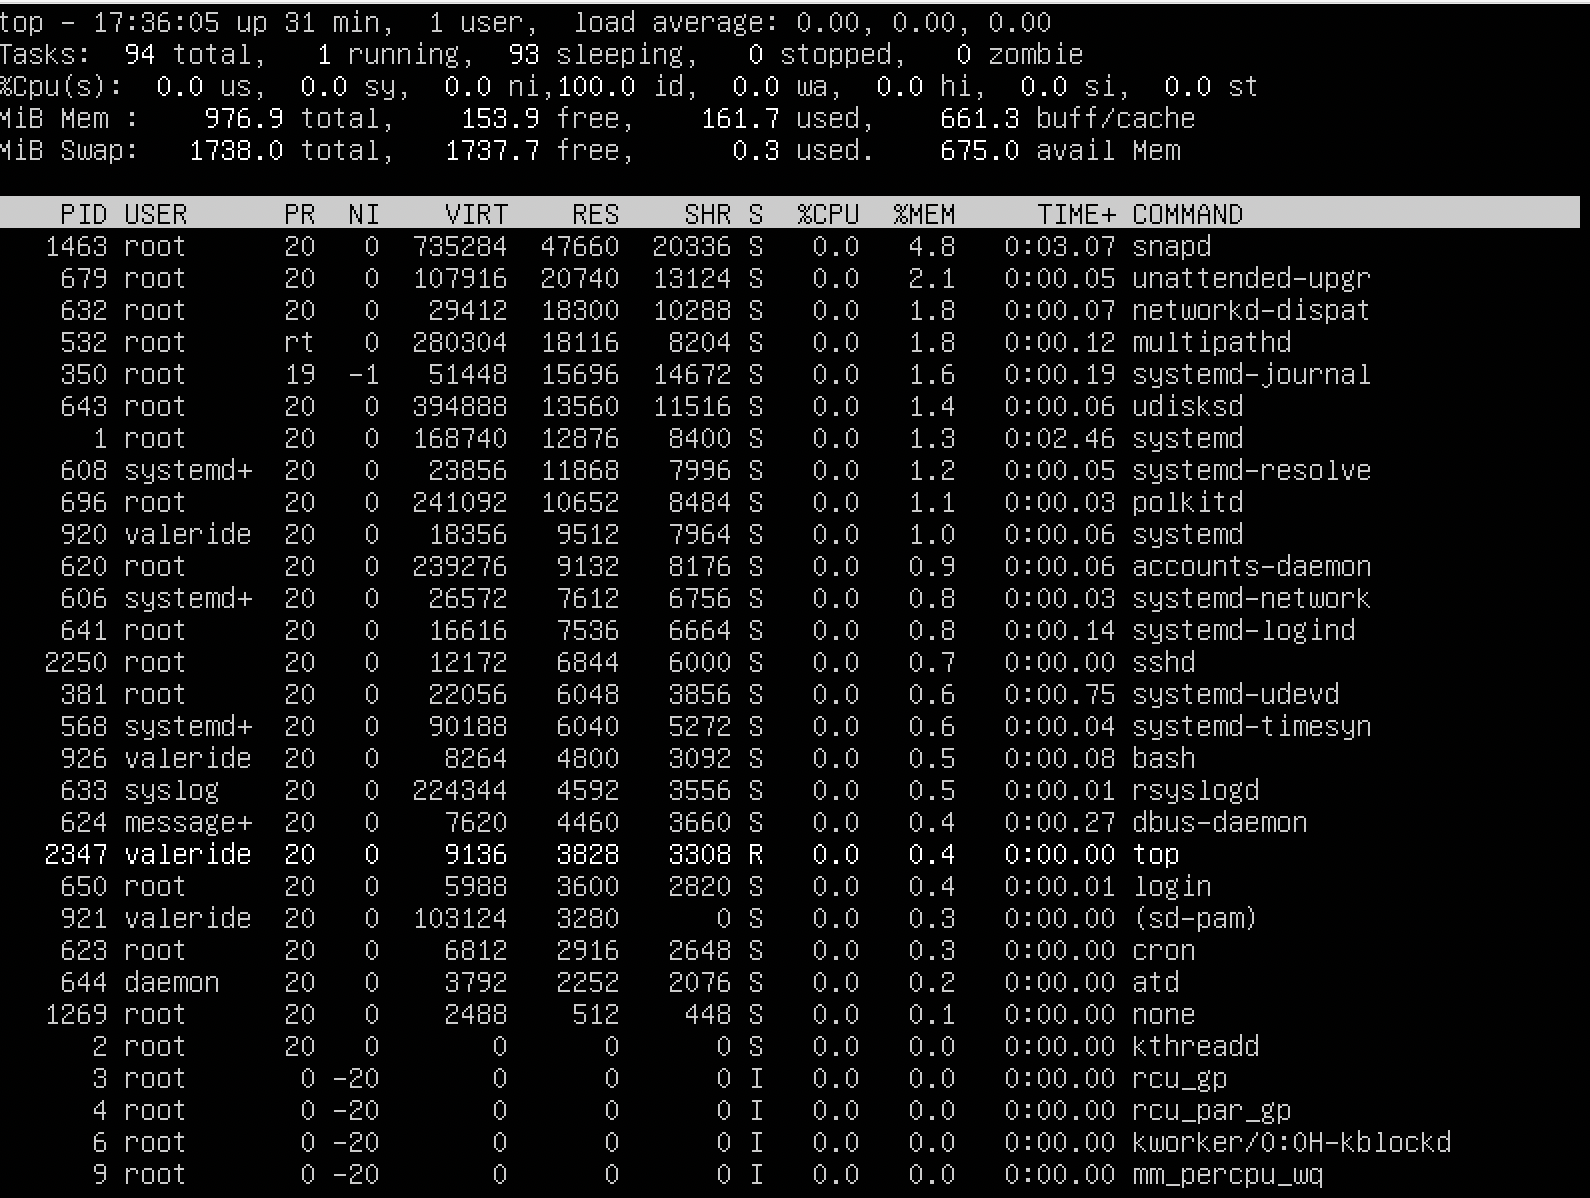 top - 17:36:05 up 31 min,  1 user,  load average: 0.00, 0.00, 0.00
Tasks:  94 total,   1 running,  93 sleeping,   0 stopped,   0 zombie
%Cpu(s):  0.0 us,  0.0 sy,  0.0 ni,100.0 id,  0.0 wa,  0.0 hi,  0.0 si,  0.0 st
MiB Mem :    976.9 total,    153.9 free,    161.7 used,    661.3 buff/cache
MiB Swap:   1738.0 total,   1737.7 free,      0.3 used.    675.0 avail Mem
PID USER      PR  NI    VIRT    RES    SHR S  %CPU  %MEM     TIME+ COMMAND
1463 root      20   0  735284  47660  20336 S   0.0   4.8   0:03.07 snapd
679 root      20   0  107916  20740  13124 S   0.0   2.1   0:00.05 unattended-upgr
632 root      20   0   29412  18300  10288 S   0.0   1.8   0:00.07 networkd-dispat
532 root      rt   0  280304  18116   8204 S   0.0   1.8   0:00.12 multipathd
350 root      19  -1   51448  15696  14672 S   0.0   1.6   0:00.19 systemd-journal
643 root      20   0  394888  13560  11516 S   0.0   1.4   0:00.06 udisksd
1 root      20   0  168740  12876   8400 S   0.0   1.3   0:02.46 systemd
608 systemd+  20   0   23856  11868   7996 S   0.0   1.2   0:00.05 systemd-resolve
696 root      20   0  241092  10652   8484 S   0.0   1.1   0:00.03 polkitd
920 valeride  20   0   18356   9512   7964 S   0.0   1.0   0:00.06 systemd
620 root      20   0  239276   9132   8176 S   0.0   0.9   0:00.06 accounts-daemon
606 systemd+  20   0   26572   7612   6756 S   0.0   0.8   0:00.03 systemd-network
641 root      20   0   16616   7536   6664 S   0.0   0.8   0:00.14 systemd-logind
2250 root      20   0   12172   6844   6000 S   0.0   0.7   0:00.00 sshd
381 root      20   0   22056   6048   3856 S   0.0   0.6   0:00.75 systemd-udevd
568 systemd+  20   0   90188   6040   5272 S   0.0   0.6   0:00.04 systemd-timesyn
926 valeride  20   0    8264   4800   3092 S   0.0   0.5   0:00.08 bash
633 syslog    20   0  224344   4592   3556 S   0.0   0.5   0:00.01 rsyslogd
624 message+  20   0    7620   4460   3660 S   0.0   0.4   0:00.27 dbus-daemon
2347 valeride  20   0    9136   3828   3308 R   0.0   0.4   0:00.00 top
650 root      20   0    5988   3600   2820 S   0.0   0.4   0:00.01 login
921 valeride  20   0  103124   3280      0 S   0.0   0.3   0:00.00 (sd-pam)
623 root      20   0    6812   2916   2648 S   0.0   0.3   0:00.00 cron
644 daemon    20   0    3792   2252   2076 S   0.0   0.2   0:00.00 atd
1269 root      20   0    2488    512    448 S   0.0   0.1   0:00.00 none
2 root      20   0       0      0      0 S   0.0   0.0   0:00.00 kthreadd
3 root       0 -20       0      0      0 I   0.0   0.0   0:00.00 rcu_gp
4 root       0 -20       0      0      0 I   0.0   0.0   0:00.00 rcu_par_gp
6 root       0 -20       0      0      0 I   0.0   0.0   0:00.00 kworker/0:0H-kblockd
9 root       0 -20       0      0      0 I   0.0   0.0   0:00.00 mm_percpu_wq